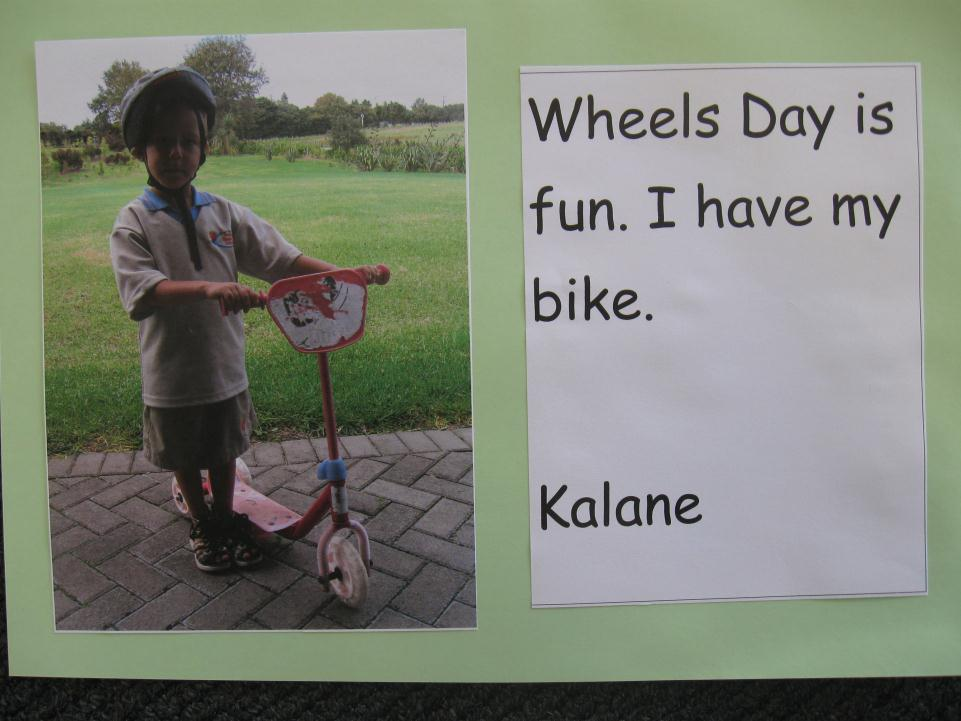 Wheels Day is
fun. I have my
bike.
Kalane